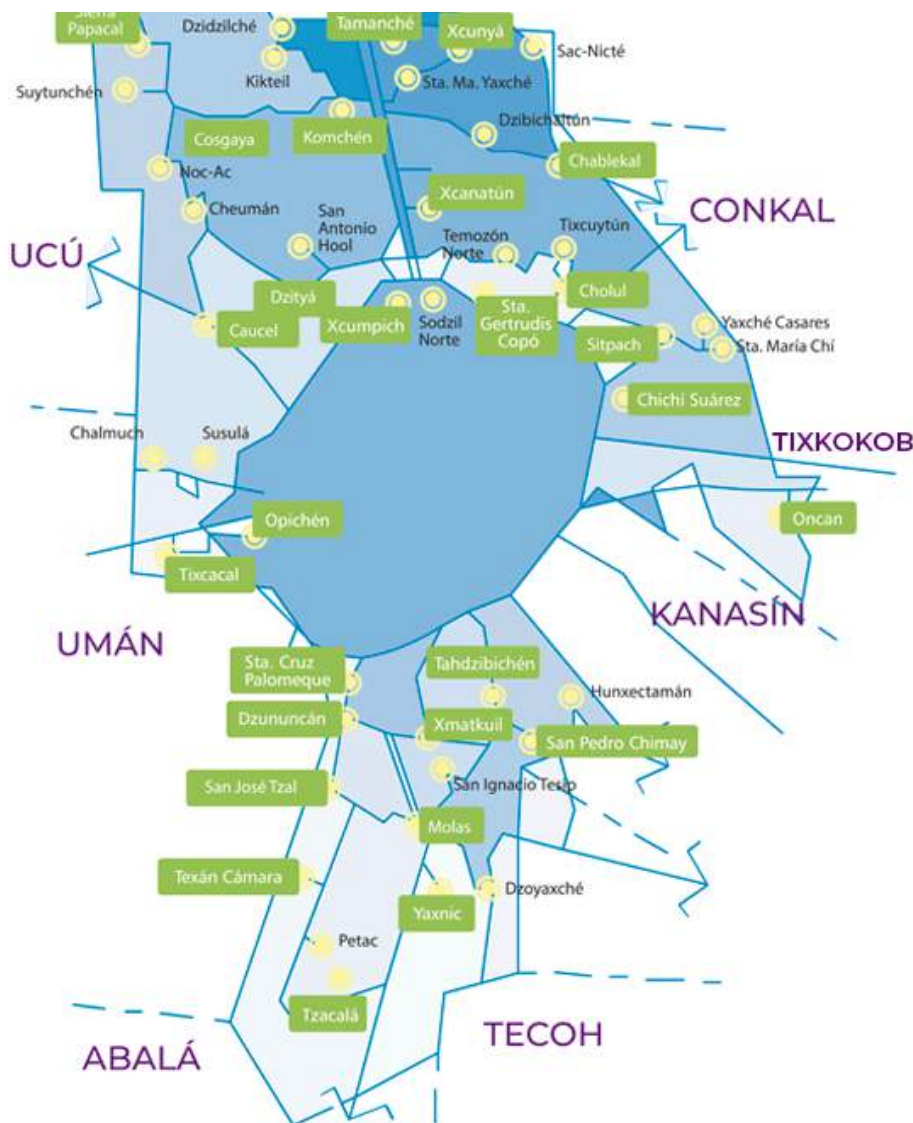 Sierra
Papacal
Dzidzilché
Tamanché
Xcunyá
Sac-Nicté
Kikteil
Sta. Ma. Yaxché
Suytunchén
Cosgaya
Komchén
Dzibichaltún
Chablekal
Noc-Ac
Cheumán
San
Antonio
Hool
Xcanatún
Temozón
Norte
Tixcuytún
CONKAL
UCÚ
Dzityá
Caucel
Xcumpich
Sodzil
Norte
Sta.
Gertrudis
Copó
Cholul
Sitpach
Yaxché Casares
Sta. María Chí
Chichi Suárez
Chalmuch
Susulá
TIXKOKOB
Opichén
Oncan
Tixcacal
KANASÍN
UMÁN
Sta. Cruz
Palomeque
Tahdzibichén
Hunxectamán
Dzununcán
Xmatkuil
San Pedro Chimay
San José Tzal
San Ignacio Tesip
Molas
Texán Cámara
Yaxnic
Dzoyaxché
Petac
Tzacalá
TECOH
ABALÁ